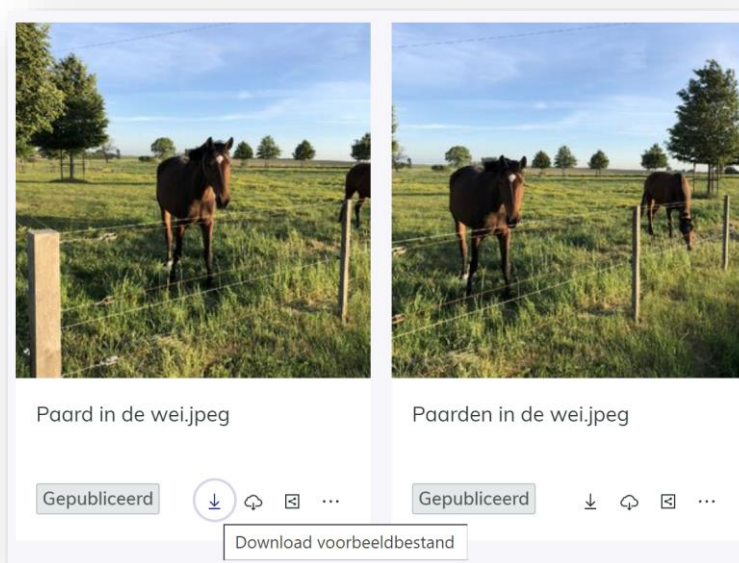 Paard in de wei.jpeg
Paarden in de wei.jpeg
Gepubliceerd
Gepubliceerd
Download voorbeeldbestand